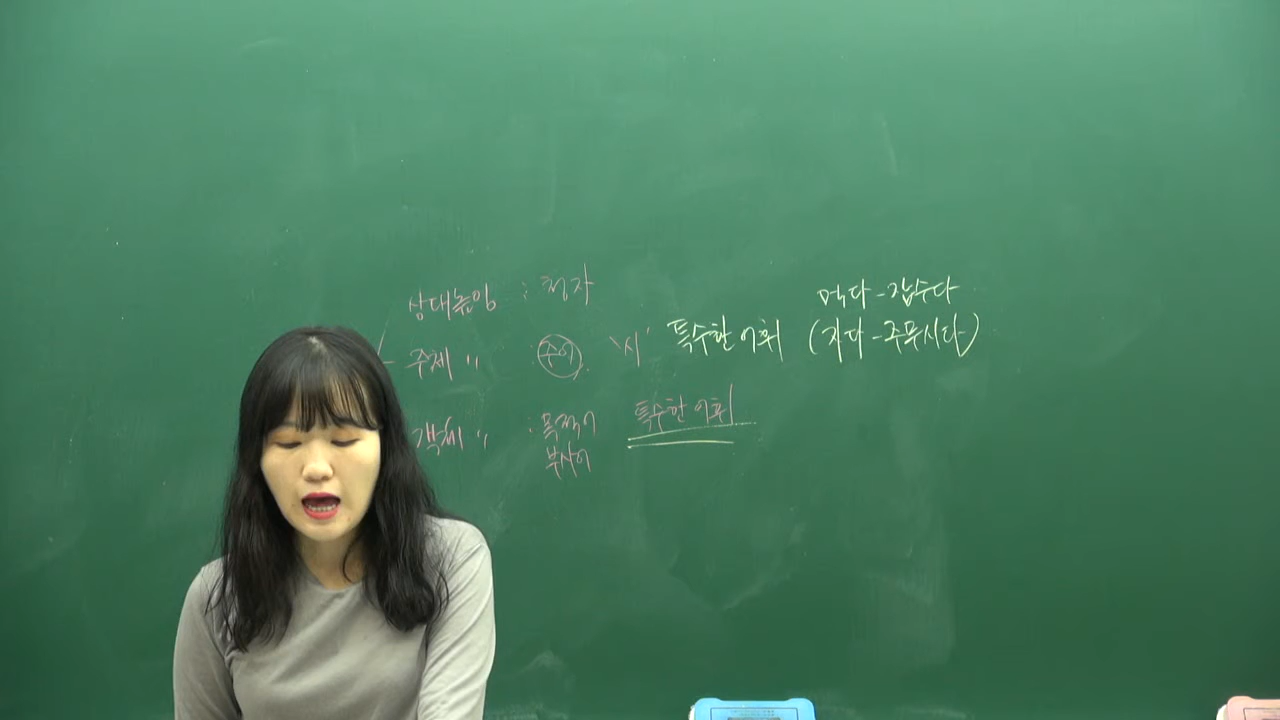 상대높임 : 청자
먹다 - 잡수다
주체 〃 주어 '시' 특수한 어휘 (자다 - 주무시다)
객체 〃 : 목적어 특수한 어휘
부사어